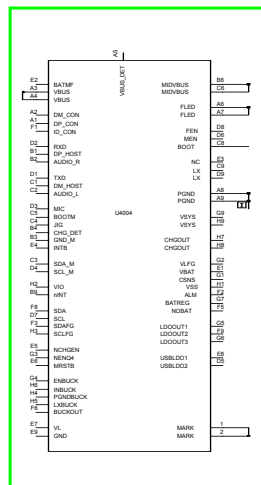 A5
VBUS_DET
E2 BATMF MIDVBUS B6
A3 VBUS MIDVBUS C6
A4 VBUS
FLED A6
A2 DM_CON FLED A7
A1 DP_CON
F1 ID_CON FEN D8
MEN D6
D2 RXD BOOT C8
B1 DP_HOST
B2 AUDIO_R NC E3
LX C9
D1 TXD LX D9
C1 DM_HOST
C2 AUDIO_L PGND A8
PGND A9
D3 MIC
C5 BOOTM U4004 VSYS G9
C4 JIG VSYS H9
B4 CHG_DET
B3 GND_M CHGOUT H7
E4 INTB CHGOUT H8
C3 SDA_M VLFG G2
D4 SCL_M VBAT E1
CSNS G1
H2 VIO VSS H1
B9 nINT ALM F2
BATREG G7
F8 SDA NOBAT F5
D7 SCL
F3 SDAFG LDOOUT1 G5
H3 SCLFG LDOOUT2 F9
LDOOUT3 G6
E5 NCHGEN
G3 NENQ4 USBLDO1 E8
E6 MRSTB USBLDO2 D5
G4 ENBUCK
H6 INBUCK
H4 PGNDBUCK
H5 LXBUCK
F6 BUCKOUT
E7 VL MARK 1
E9 GND MARK 2